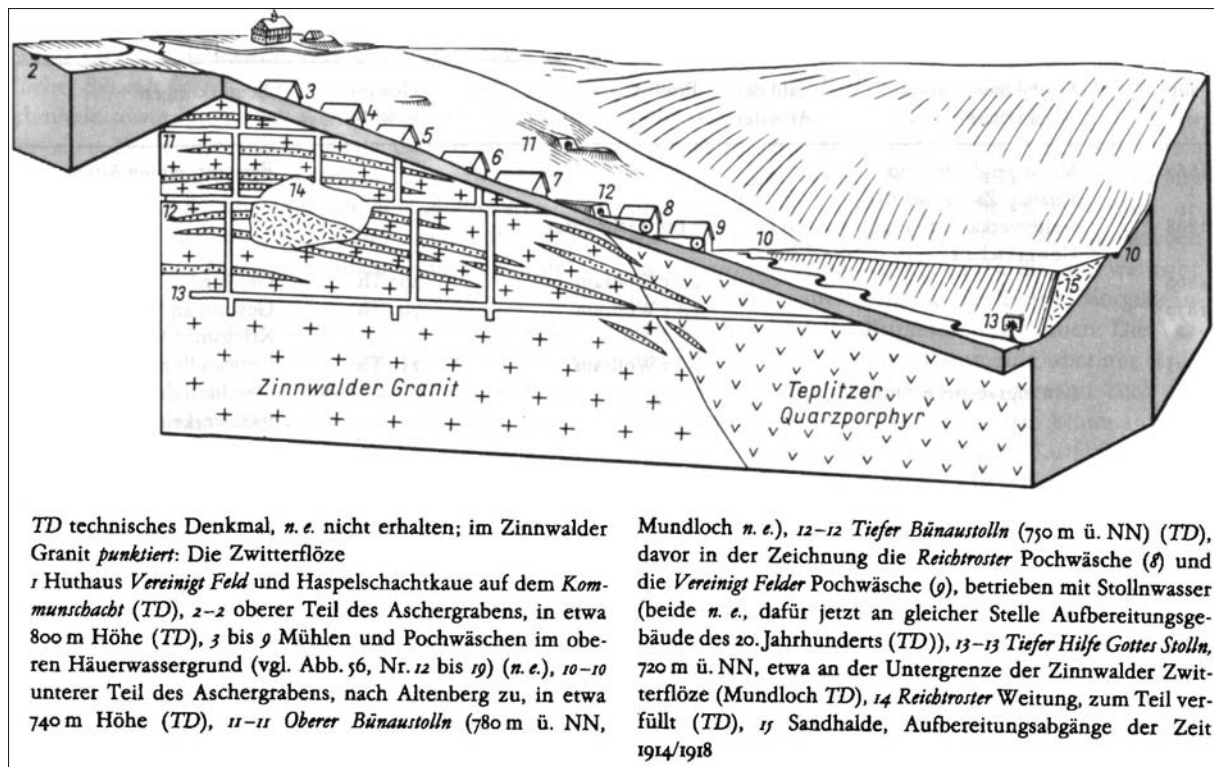 2
2
3
4
5
6
7
8
9
10
10
11
11
12
12
13
13
14
15
Zinnwalder Granit
Teplitzer
Quarzporphyr
TD technisches Denkmal, n. e. nicht erhalten; im Zinnwalder
Granit punktiert: Die Zwitterflöze
1 Huthaus Vereinigt Feld und Haspelschachtkaue auf dem Kom-
munschacht (TD), 2–2 oberer Teil des Aschergrabens, in etwa
800 m Höhe (TD), 3 bis 9 Mühlen und Pochwäschen im obe-
ren Häuerwassergrund (vgl. Abb. 56, Nr. 12 bis 19) (n. e.), 10–10
unterer Teil des Aschergrabens, nach Altenberg zu, in etwa
740 m Höhe (TD), 11–11 Oberer Bünaustolln (780 m ü. NN,
Mundloch n. e.), 12–12 Tiefer Bünaustolln (750 m ü. NN) (TD),
davor in der Zeichnung die Reichtroster Pochwäsche (8) und
die Vereinigt Felder Pochwäsche (9), betrieben mit Stollnwasser
(beide n. e., dafür jetzt an gleicher Stelle Aufbereitungsge-
bäude des 20. Jahrhunderts (TD)), 13–13 Tiefer Hilfe Gottes Stolln,
720 m ü. NN, etwa an der Untergrenze der Zinnwalder Zwit-
terflöze (Mundloch TD), 14 Reichtroster Weitung, zum Teil ver-
füllt (TD), 15 Sandhalde, Aufbereitungsabgänge der Zeit
1914/1918